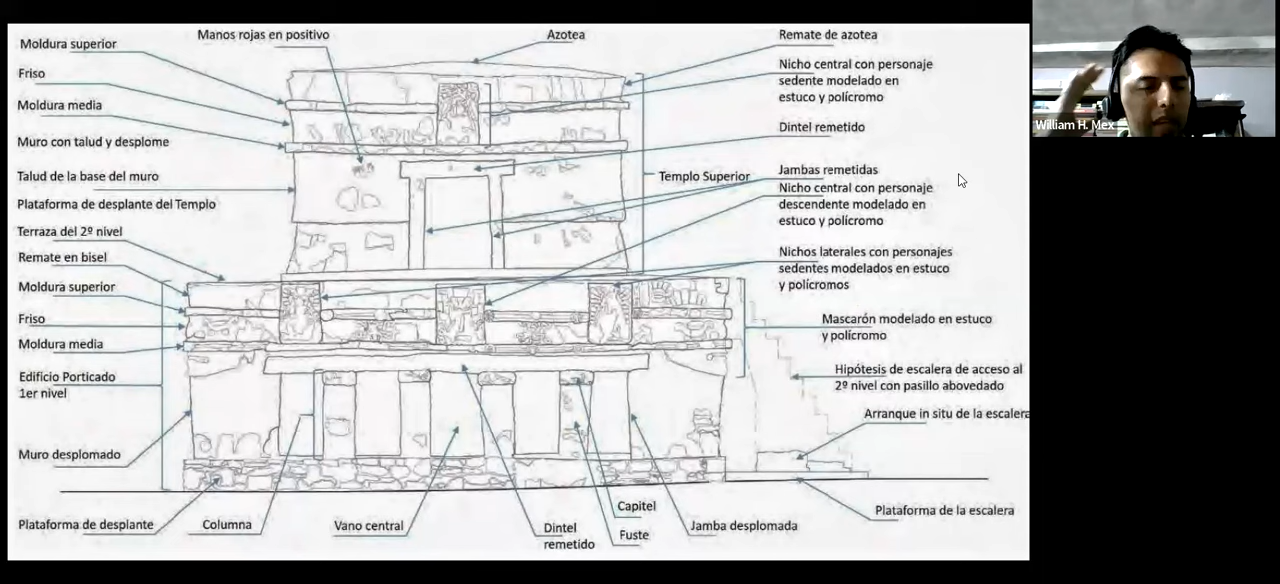 Moldura superior
Friso
Moldura media
Muro con talud y desplome
Talud de la base del muro
Plataforma de desplante del Templo
Terraza del 2º nivel
Remate en bisel
Moldura superior
Friso
Moldura media
Edificio Porticado
1er nivel
Muro desplomado
Plataforma de desplante
Manos rojas en positivo
Azotea
Remate de azotea
Nicho central con personaje
sedente modelado en
estuco y polícromo
Dintel remetido
Jambas remetidas
Templo Superior
Nicho central con personaje
descendente modelado en
estuco y polícromo
Nichos laterales con personajes
sedentes modelados en estuco
y polícromos
Mascarón modelado en estuco
y polícromo
Hipótesis de escalera de acceso al
2º nivel con pasillo abovedado
Arranque in situ de la escalera
Plataforma de la escalera
Columna
Vano central
Dintel
remetido
Capitel
Fuste
Jamba desplomada
William H. Mex